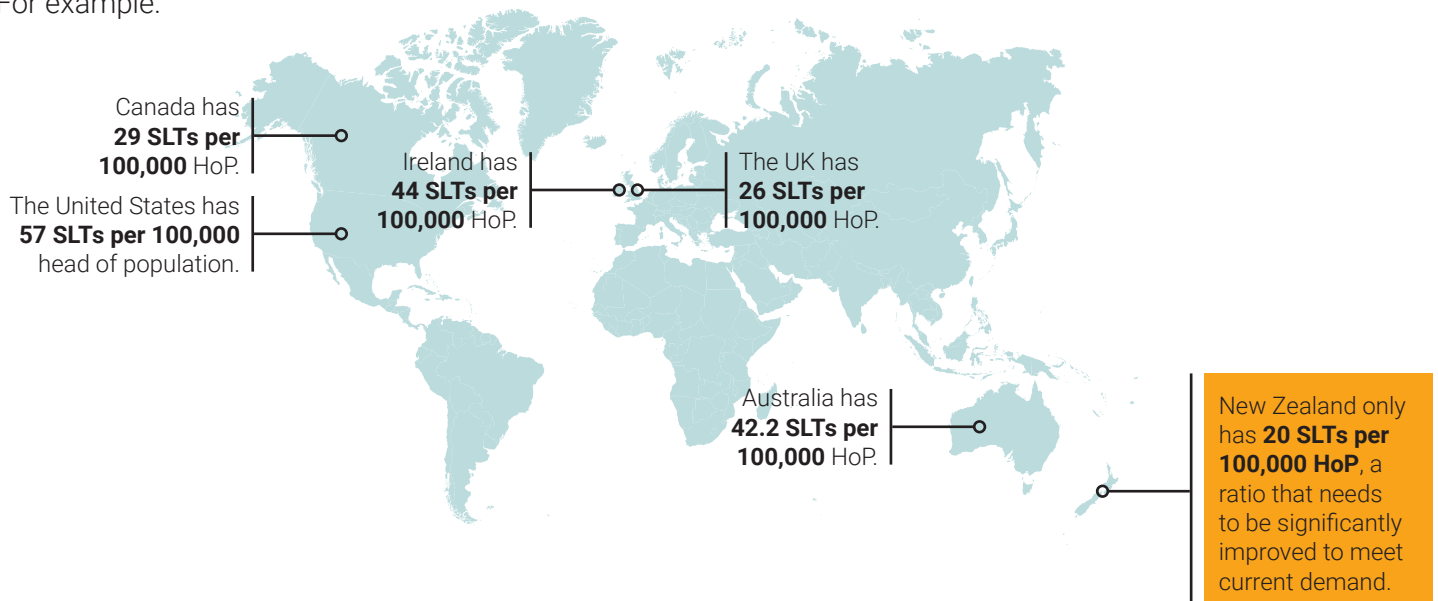 For example:
Canada has
29 SLTs per
100,000 HoP.
The United States has
57 SLTs per 100,000
head of population.
Ireland has
44 SLTs per
100,000 HoP.
The UK has
26 SLTs per
100,000 HoP.
Australia has
42.2 SLTs per
100,000 HoP.
New Zealand only
has 20 SLTs per
100,000 HoP, a
ratio that needs
to be significantly
improved to meet
current demand.